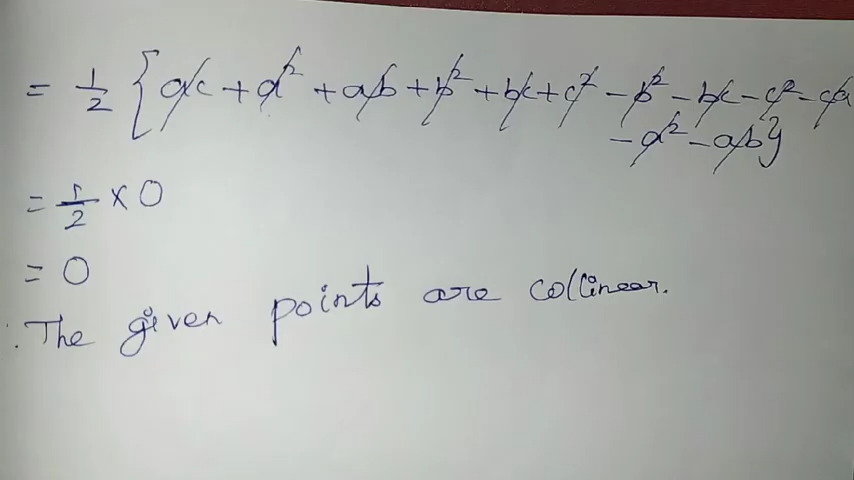 = 1/2 { ac + a² + ab + b² + bc + c² - b² - bc - c² - ca
- a² - ab }
= 1/2 × 0
= 0
∴ The given points are collinear.